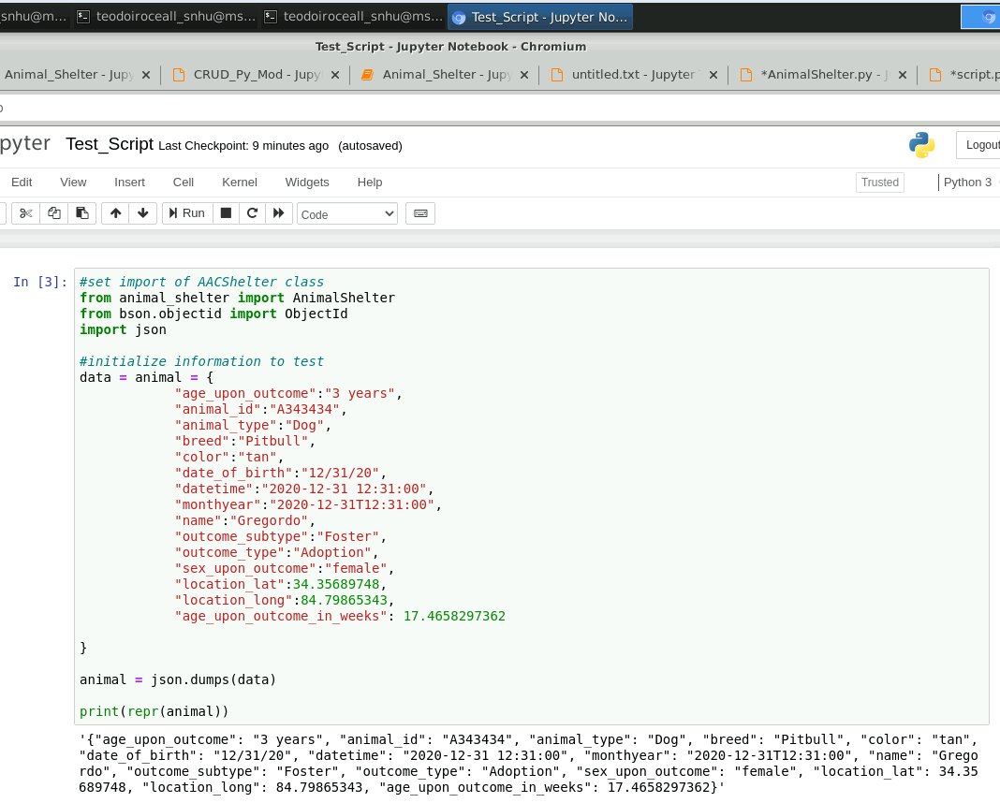 _snhu@m... teodoiroceall_snhu@ms... teodoiroceall_snhu@ms... Test_Script - Jupyter No...
Test_Script - Jupyter Notebook - Chromium
Animal_Shelter - Jupy CRUD_Py_Mod - Jupy Animal_Shelter - Jupy untitled.txt - Jupyter *AnimalShelter.py - J *script.p
pyter Test_Script Last Checkpoint: 9 minutes ago (autosaved) Logout
Edit View Insert Cell Kernel Widgets Help Trusted Python 3
Run Code
In [3]:
#set import of AACShelter class
from animal_shelter import AnimalShelter
from bson.objectid import ObjectId
import json
#initialize information to test
data = animal = {
"age_upon_outcome":"3 years",
"animal_id":"A343434",
"animal_type":"Dog",
"breed":"Pitbull",
"color":"tan",
"date_of_birth":"12/31/20",
"datetime":"2020-12-31 12:31:00",
"monthyear":"2020-12-31T12:31:00",
"name":"Gregordo",
"outcome_subtype":"Foster",
"outcome_type":"Adoption",
"sex_upon_outcome":"female",
"location_lat":34.35689748,
"location_long":84.79865343,
"age_upon_outcome_in_weeks": 17.4658297362
}
animal = json.dumps(data)
print(repr(animal))
'{"age_upon_outcome": "3 years", "animal_id": "A343434", "animal_type": "Dog", "breed": "Pitbull", "color": "tan",
"date_of_birth": "12/31/20", "datetime": "2020-12-31 12:31:00", "monthyear": "2020-12-31T12:31:00", "name": "Grego
rdo", "outcome_subtype": "Foster", "outcome_type": "Adoption", "sex_upon_outcome": "female", "location_lat": 34.35
689748, "location_long": 84.79865343, "age_upon_outcome_in_weeks": 17.4658297362}'